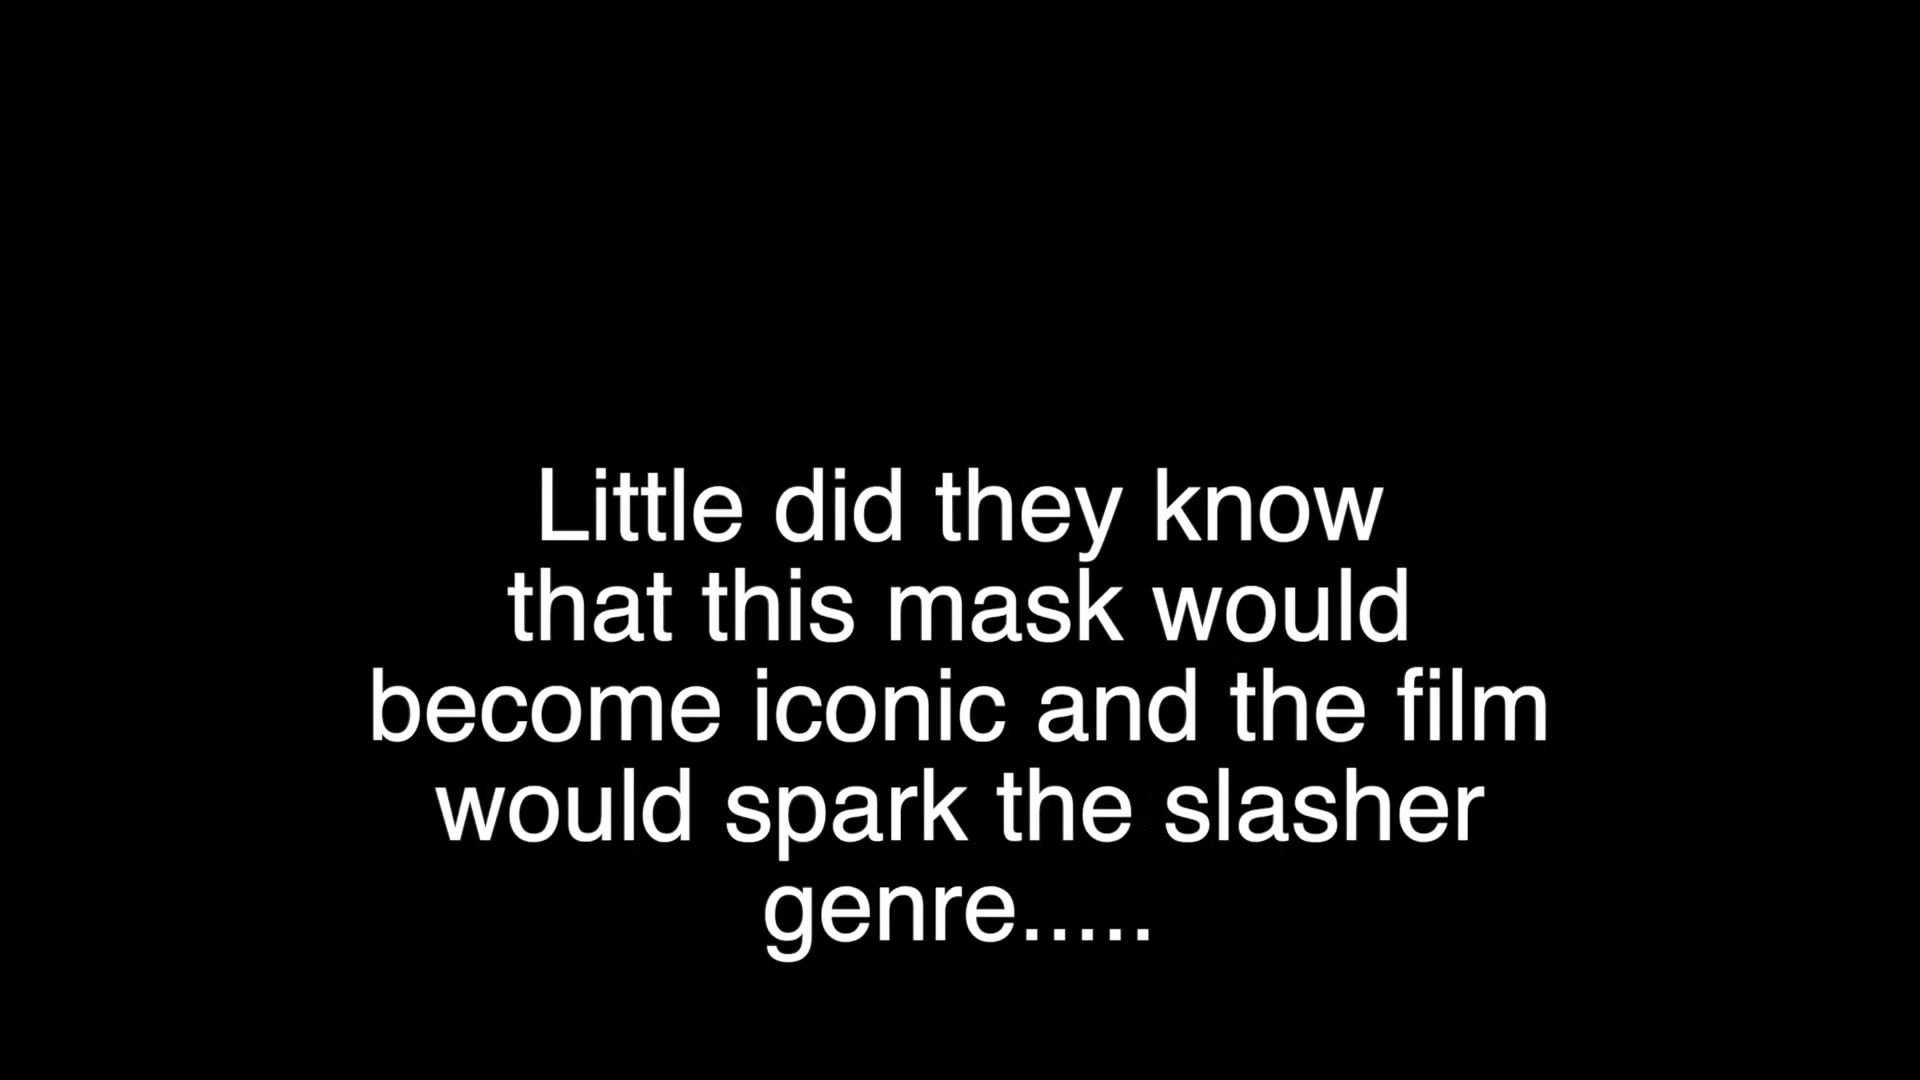 Little did they know
that this mask would
become iconic and the film
would spark the slasher
genre.....